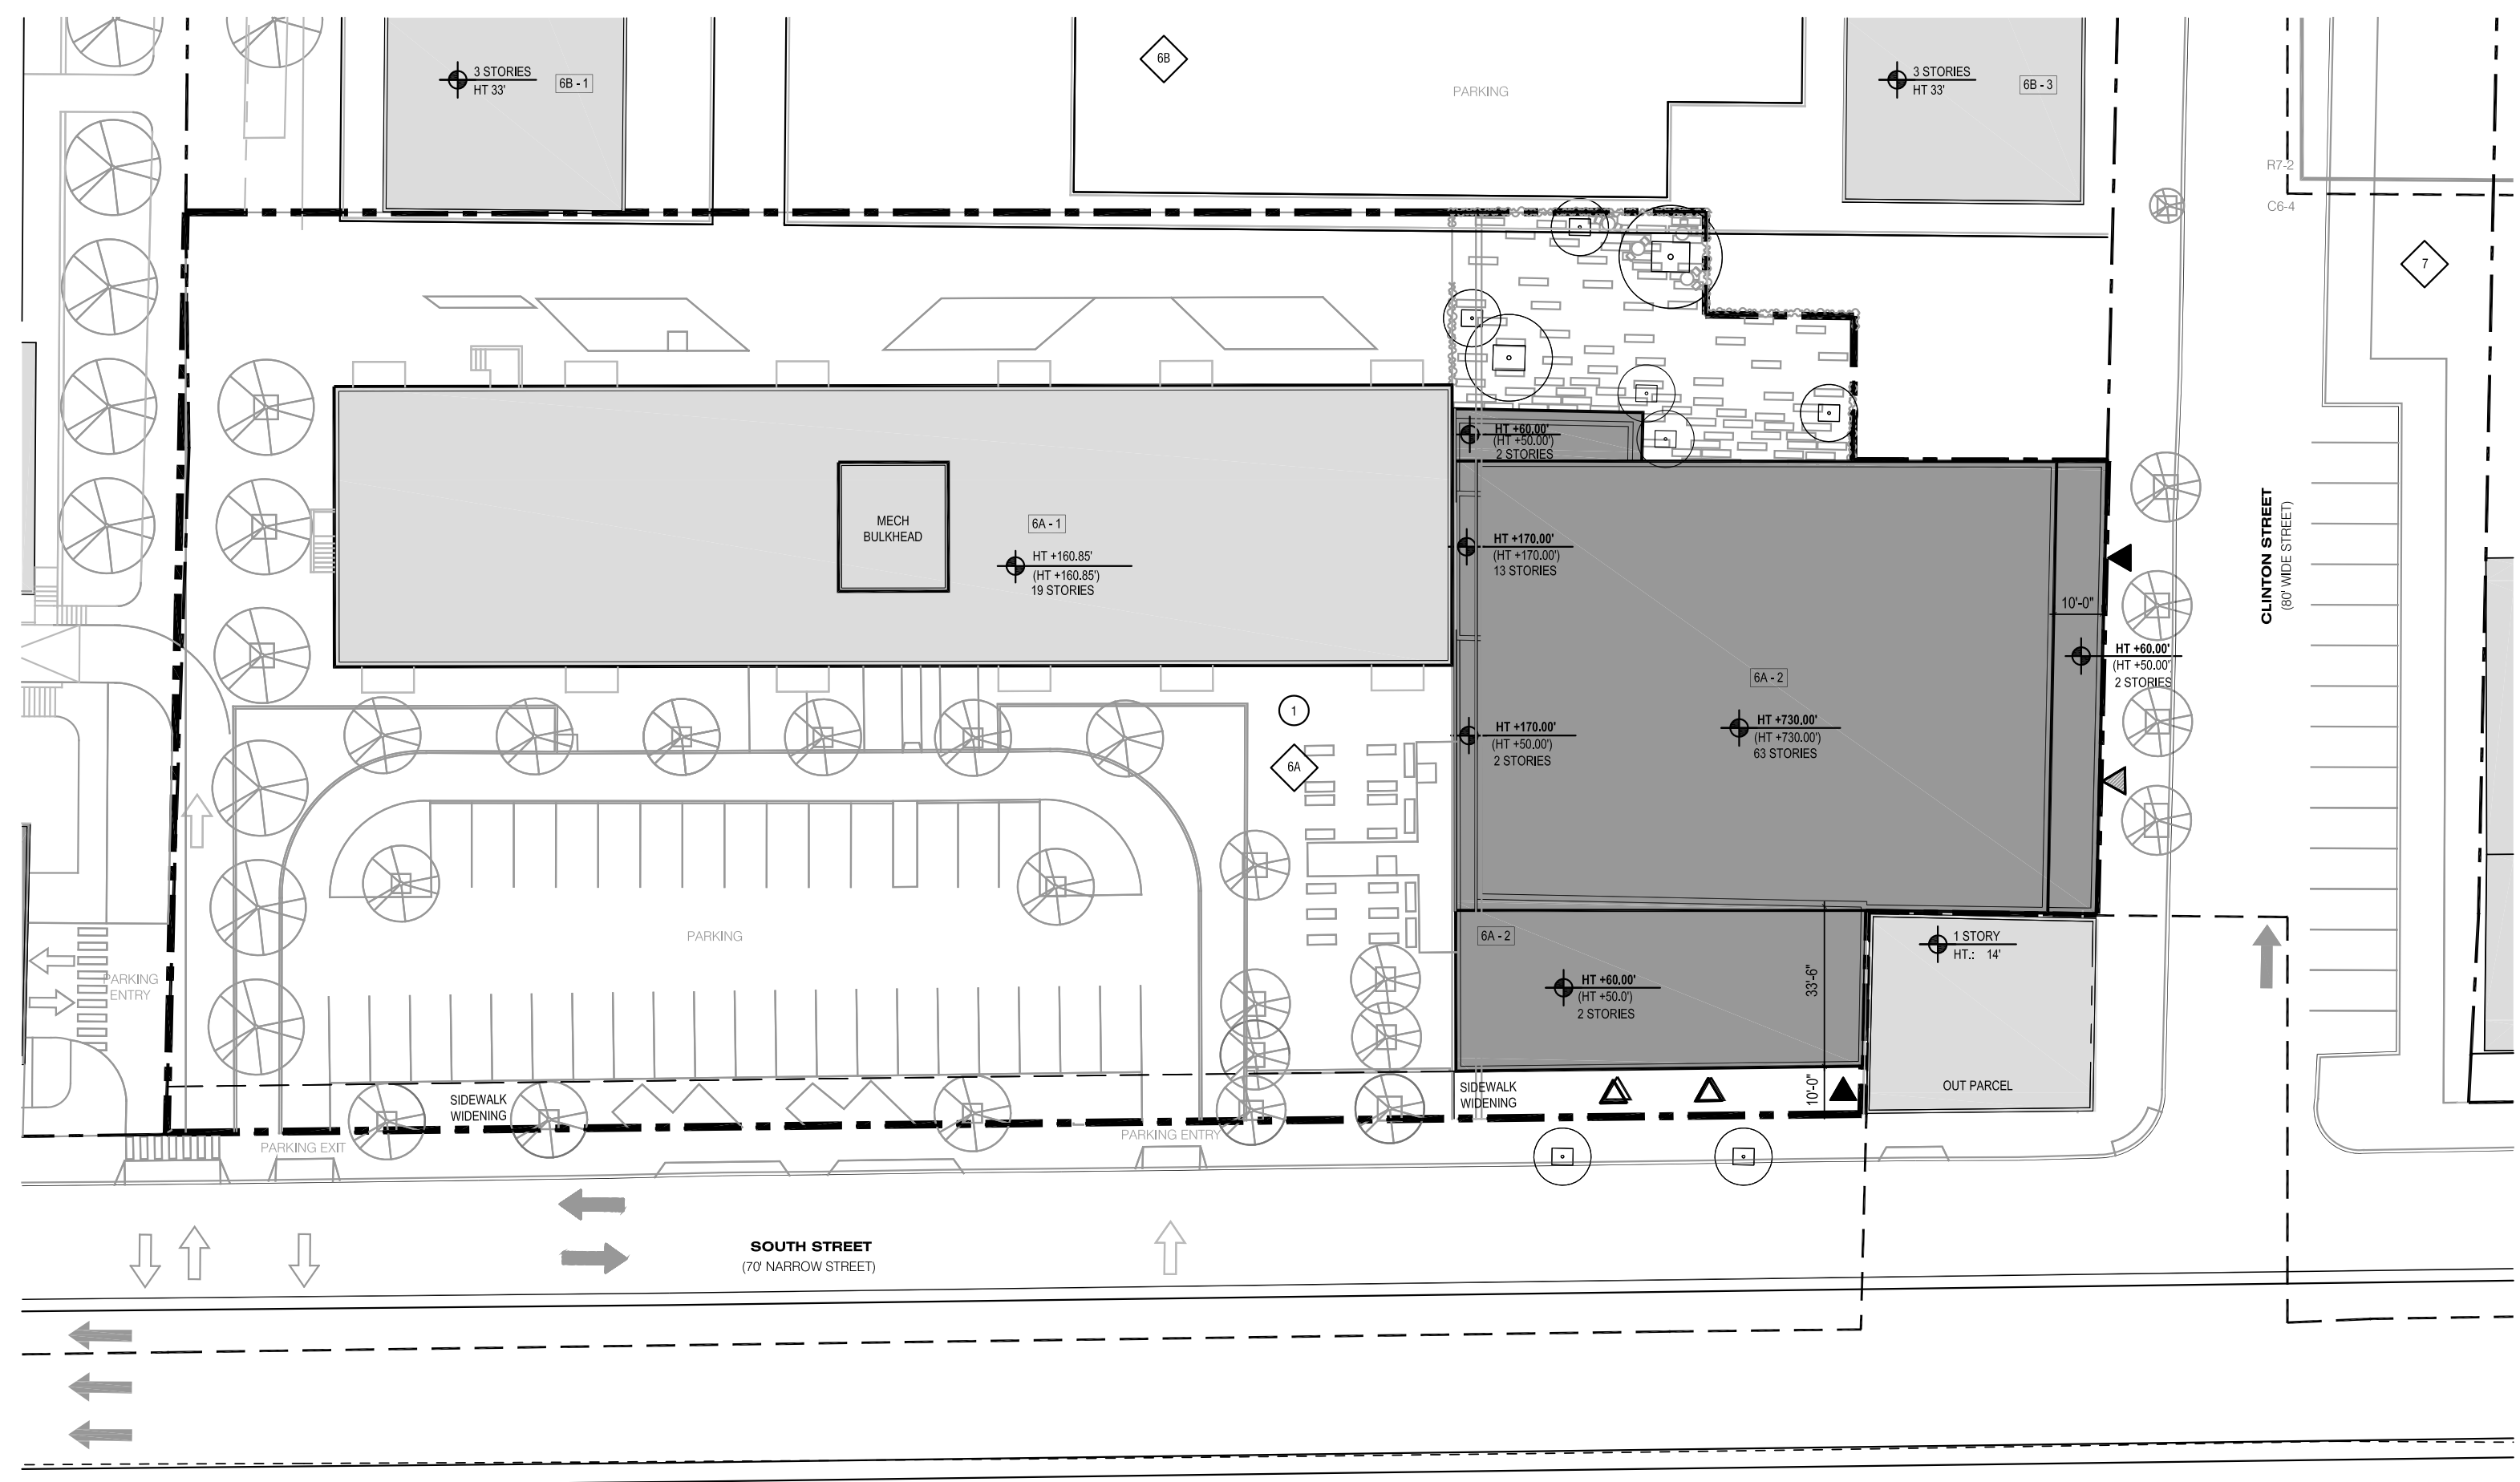 6B
3 STORIES
HT 33'
6B - 1
PARKING
3 STORIES
HT 33'
6B - 3
R7-2
C6-4
7
HT +60.00'
(HT +50.00')
2 STORIES
MECH
BULKHEAD
6A - 1
HT +160.85'
(HT +160.85')
19 STORIES
HT +170.00'
(HT +170.00')
13 STORIES
CLINTON STREET
(80' WIDE STREET)
10'-0"
HT +60.00'
(HT +50.00'
2 STORIES
6A - 2
1
HT +170.00'
(HT +50.00')
2 STORIES
HT +730.00'
(HT +730.00')
63 STORIES
6A
PARKING
6A - 2
1 STORY
HT.: 14'
PARKING
ENTRY
HT +60.00'
(HT +50.0')
2 STORIES
33'-6"
SIDEWALK
WIDENING
SIDEWALK
WIDENING
10'-0"
OUT PARCEL
PARKING EXIT
PARKING ENTRY
SOUTH STREET
(70' NARROW STREET)